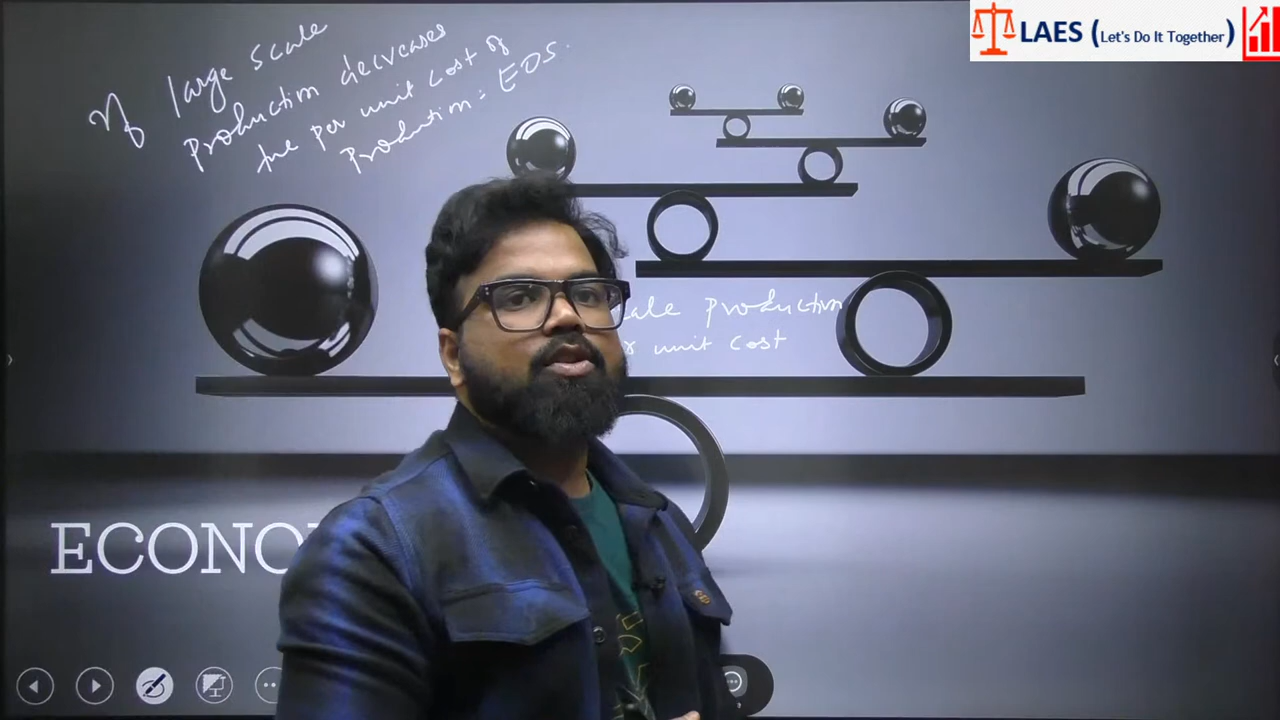 LAES (Let's Do It Together)
If large scale
production decreases
the per unit cost of
production = EOS.
production
unit cost
ECONO